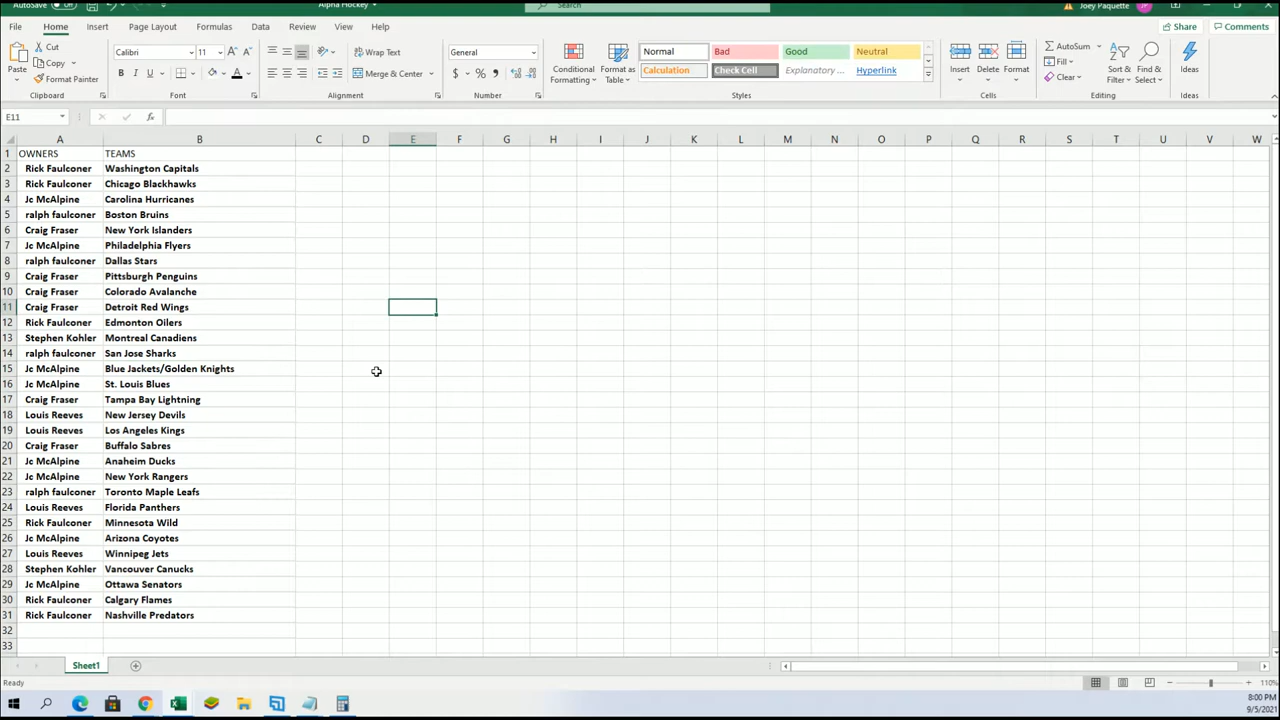 AutoSave Off Alpha Hockey Search Joey Paquette JP
File Home Insert Page Layout Formulas Data Review View Help Share Comments
Paste Cut Copy Format Painter Clipboard
Calibri 11 A A B I U A Font
Wrap Text Merge & Center Alignment
General $ % , Number
Conditional Formatting Format as Table
Normal Bad Good Neutral
Calculation Check Cell Explanatory ... Hyperlink
Styles
Insert Delete Format Cells
AutoSum Fill Clear Sort & Filter Find & Select Editing
Ideas Ideas
E11 fx
A B C D E F G H I J K L M N O P Q R S T U V W
1 OWNERS TEAMS
2 Rick Faulconer Washington Capitals
3 Rick Faulconer Chicago Blackhawks
4 Jc McAlpine Carolina Hurricanes
5 ralph faulconer Boston Bruins
6 Craig Fraser New York Islanders
7 Jc McAlpine Philadelphia Flyers
8 ralph faulconer Dallas Stars
9 Craig Fraser Pittsburgh Penguins
10 Craig Fraser Colorado Avalanche
11 Craig Fraser Detroit Red Wings
12 Rick Faulconer Edmonton Oilers
13 Stephen Kohler Montreal Canadiens
14 ralph faulconer San Jose Sharks
15 Jc McAlpine Blue Jackets/Golden Knights
16 Jc McAlpine St. Louis Blues
17 Craig Fraser Tampa Bay Lightning
18 Louis Reeves New Jersey Devils
19 Louis Reeves Los Angeles Kings
20 Craig Fraser Buffalo Sabres
21 Jc McAlpine Anaheim Ducks
22 Jc McAlpine New York Rangers
23 ralph faulconer Toronto Maple Leafs
24 Louis Reeves Florida Panthers
25 Rick Faulconer Minnesota Wild
26 Jc McAlpine Arizona Coyotes
27 Louis Reeves Winnipeg Jets
28 Stephen Kohler Vancouver Canucks
29 Jc McAlpine Ottawa Senators
30 Rick Faulconer Calgary Flames
31 Rick Faulconer Nashville Predators
32
33
Sheet1
Ready 110%
8:00 PM
9/5/2021